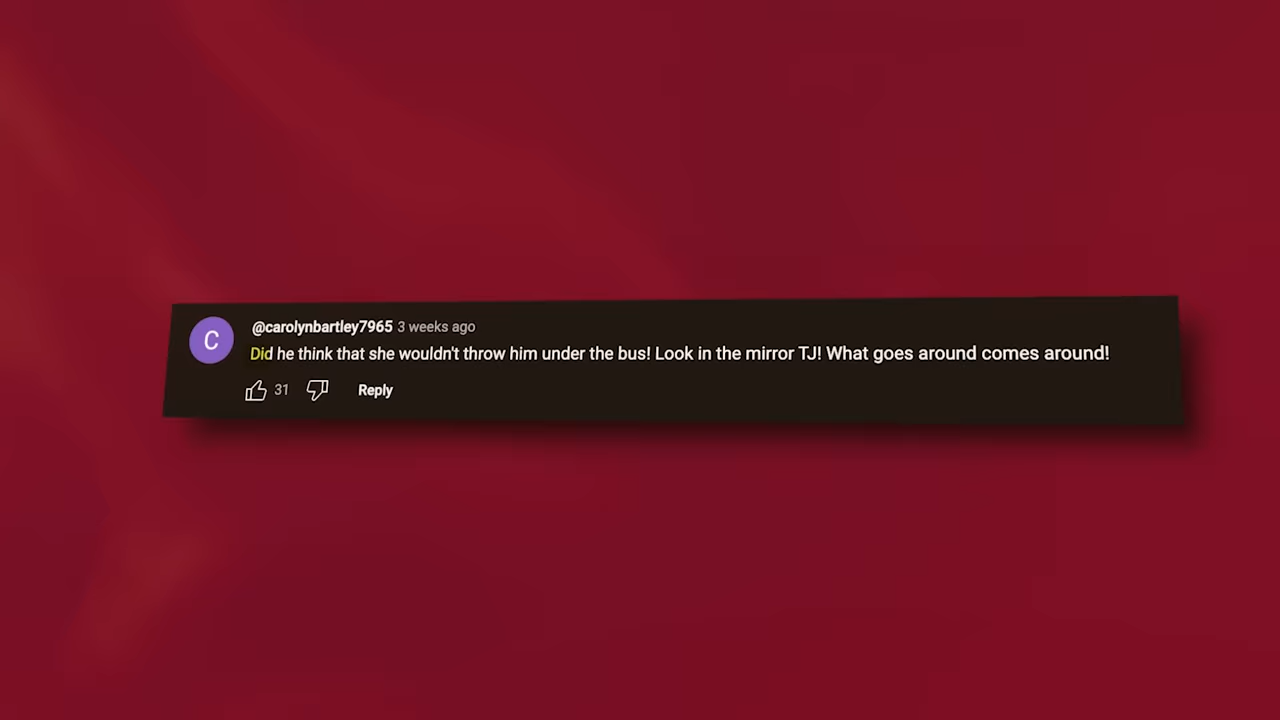 C
@carolynbartley7965 3 weeks ago
Did he think that she wouldn't throw him under the bus! Look in the mirror TJ! What goes around comes around!
31 Reply